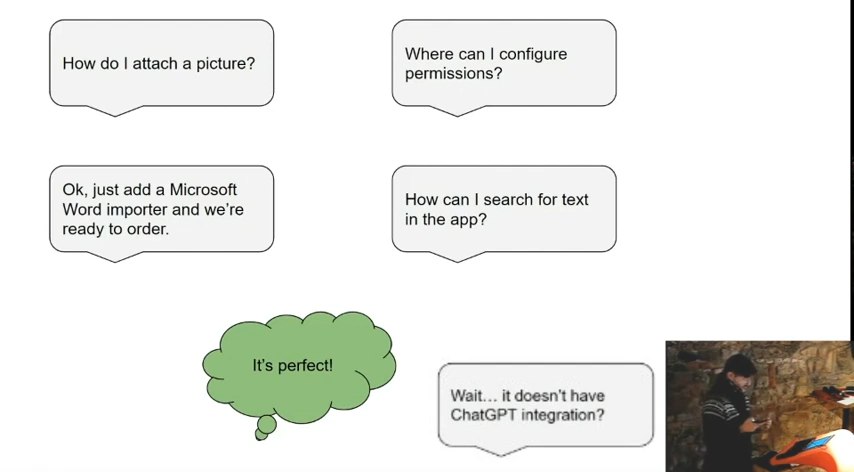 How do I attach a picture?
Where can I configure
permissions?
Ok, just add a Microsoft
Word importer and we're
ready to order.
How can I search for text
in the app?
It's perfect!
Wait... it doesn't have
ChatGPT integration?